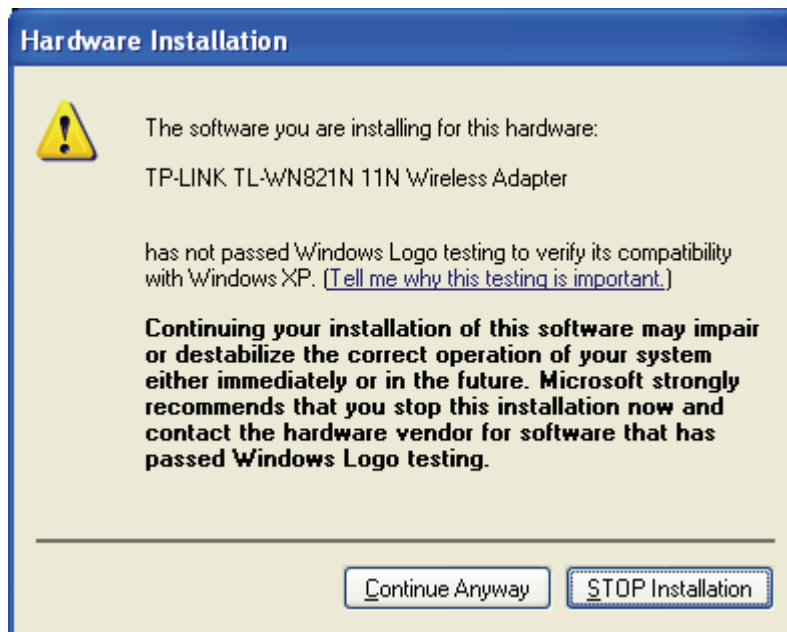 Hardware Installation
The software you are installing for this hardware:
TP-LINK TL-WN821N 11N Wireless Adapter
has not passed Windows Logo testing to verify its compatibility
with Windows XP. (Tell me why this testing is important.)
Continuing your installation of this software may impair
or destabilize the correct operation of your system
either immediately or in the future. Microsoft strongly
recommends that you stop this installation now and
contact the hardware vendor for software that has
passed Windows Logo testing.
Continue Anyway
STOP Installation